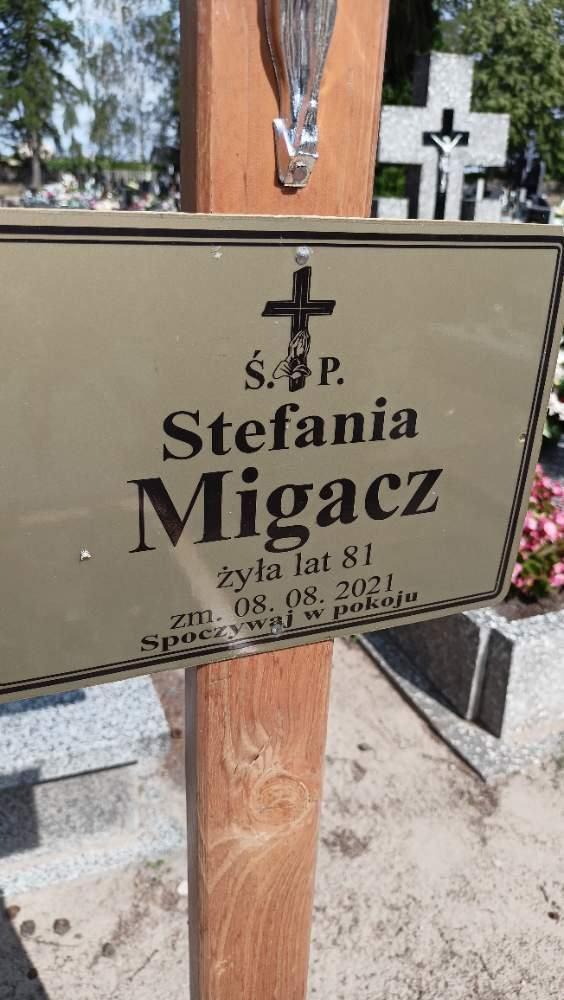 Ś. P.
Stefania
Migacz
żyła lat 81
zm. 08. 08. 2021
Spoczywaj w pokoju